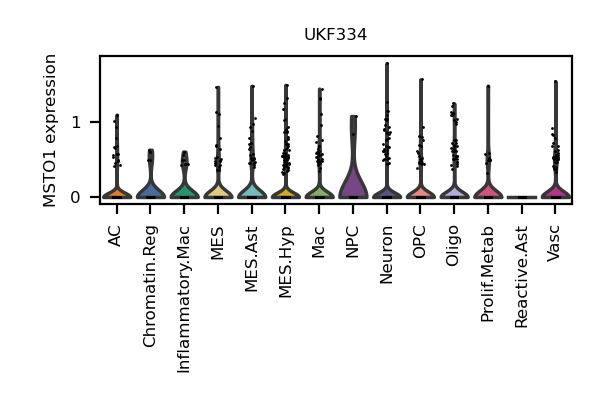 UKF334
MSTO1 expression
1
0
AC
Chromatin.Reg
Inflammatory.Mac
MES
MES.Ast
MES.Hyp
Mac
NPC
Neuron
OPC
Oligo
Prolif.Metab
Reactive.Ast
Vasc